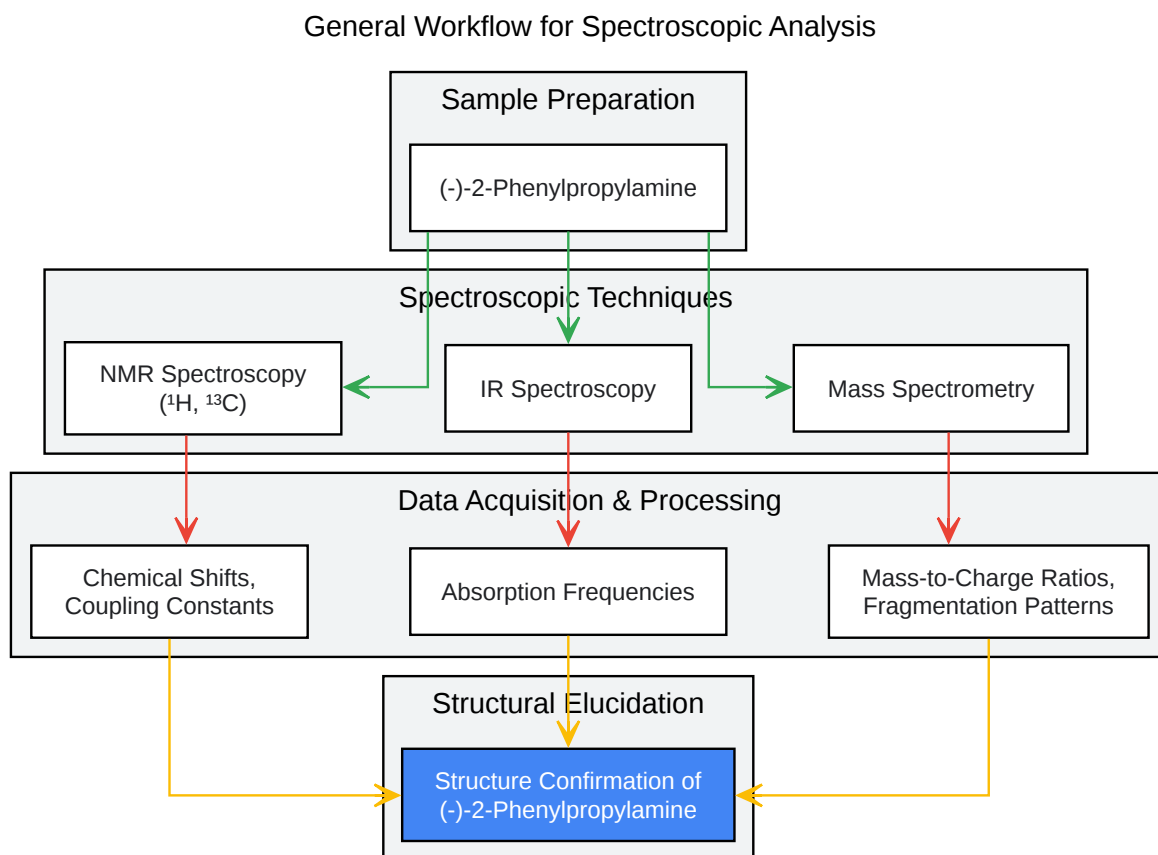 General Workflow for Spectroscopic Analysis
Sample Preparation
(-)-2-Phenylpropylamine
Spectroscopic Techniques
NMR Spectroscopy
(¹H, ¹³C)
IR Spectroscopy
Mass Spectrometry
Data Acquisition & Processing
Chemical Shifts,
Coupling Constants
Absorption Frequencies
Mass-to-Charge Ratios,
Fragmentation Patterns
Structural Elucidation
Structure Confirmation of
(-)-2-Phenylpropylamine